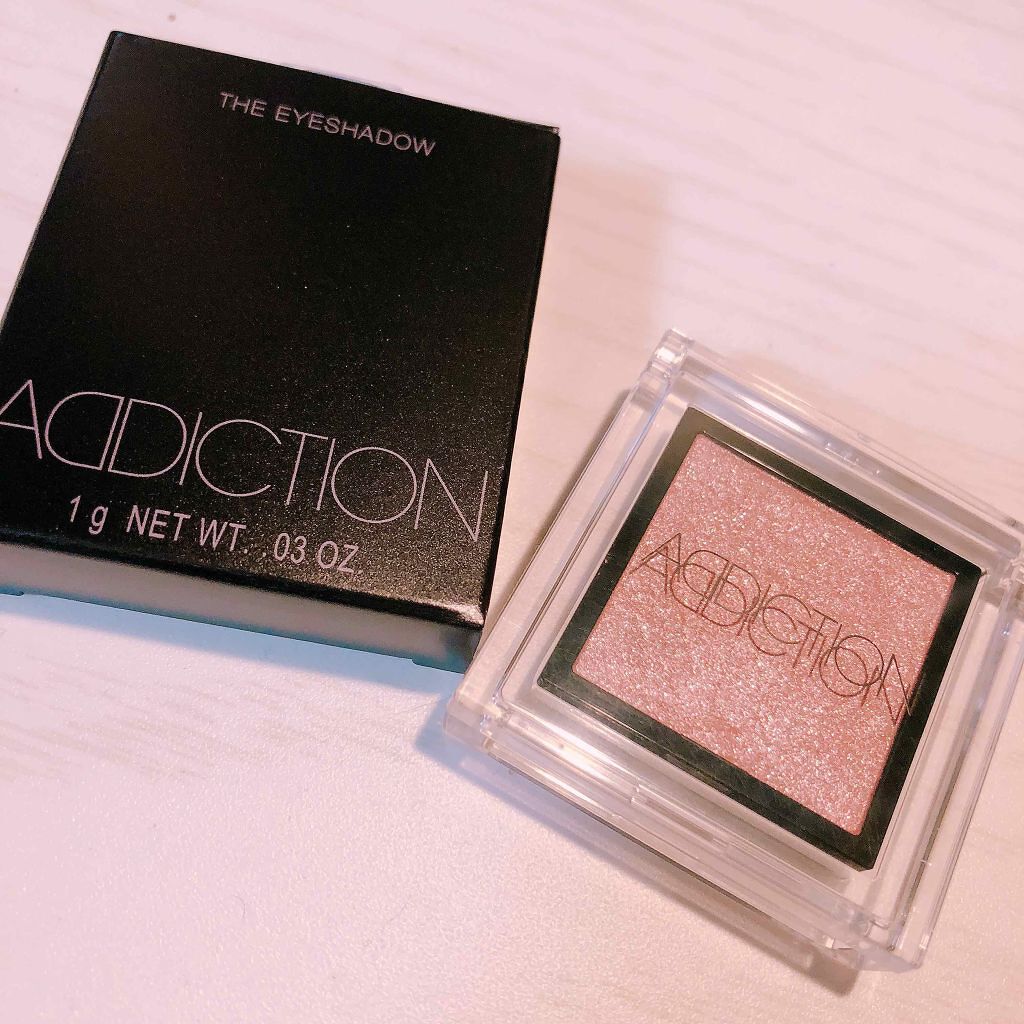 THE EYESHADOW
ADDICTION
1 g NET WT. .03 OZ.
ADDICTION